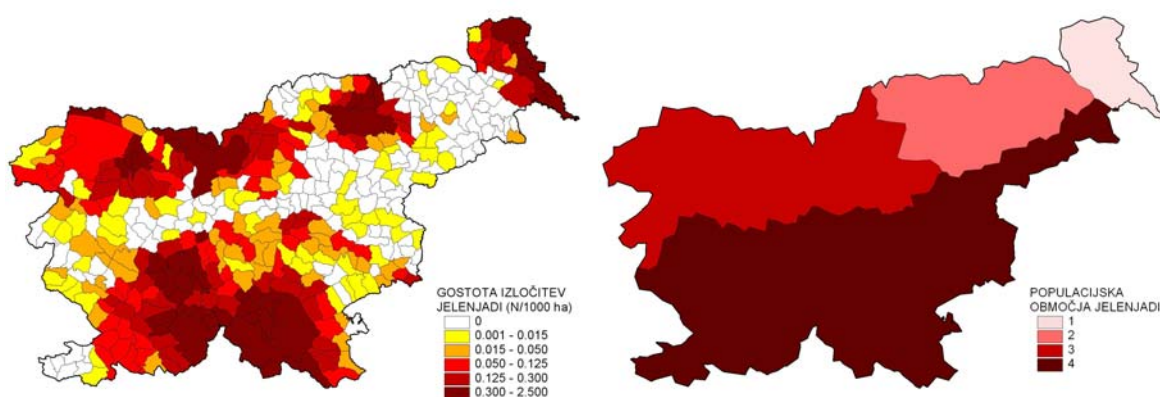 GOSTOTA IZLOČITEV
JELENJADI (N/1000 ha)
0
0.001 - 0.015
0.015 - 0.050
0.050 - 0.125
0.125 - 0.300
0.300 - 2.500
POPULACIJSKA
OBMOČJA JELENJADI
1
2
3
4